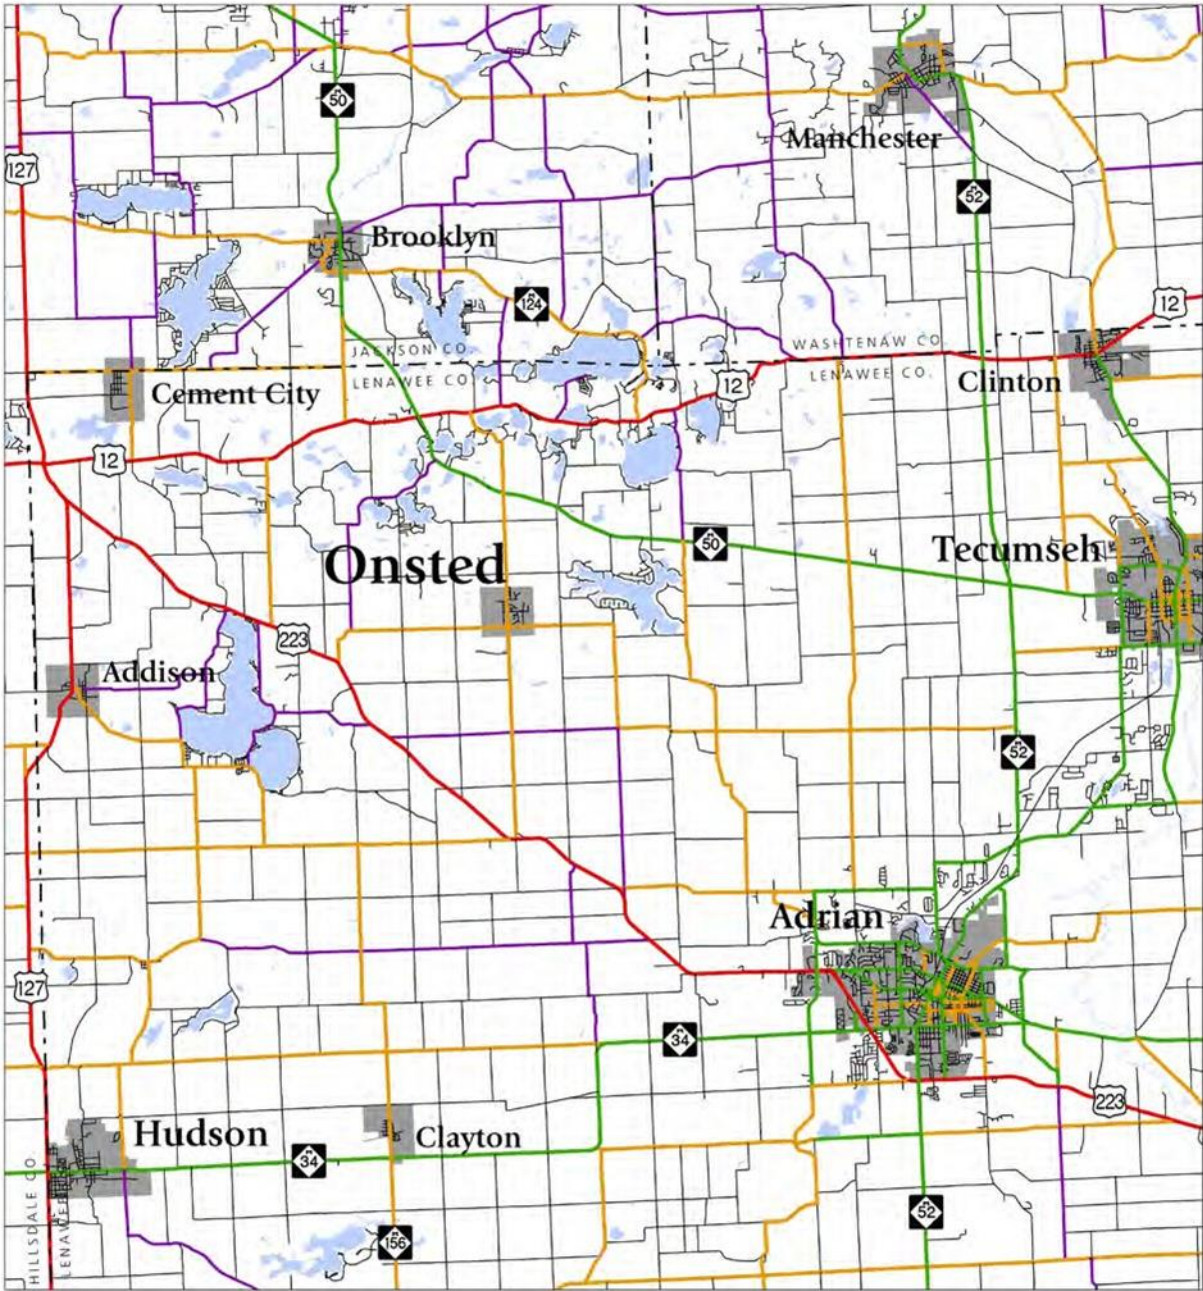 50
Manchester
127
52
Brooklyn
124
12
JACKSON CO.
WASHTENAW CO.
LENAWEE CO.
LENAWEE CO.
12
Clinton
Cement City
12
50
Tecumseh
Onsted
223
Addison
52
Adrian
127
34
223
Hudson
Clayton
34
52
156
HILLSDALE CO.
LENAWEE